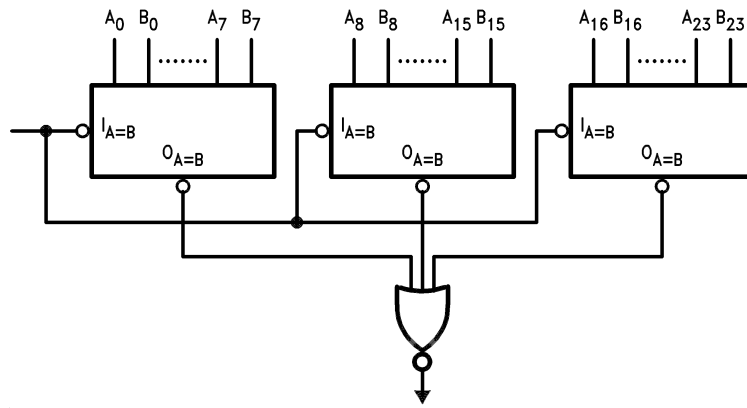 A0 B0 ....... A7 B7 A8 B8 ....... A15 B15 A16 B16 ....... A23 B23
IA=B IA=B IA=B
OA=B OA=B OA=B